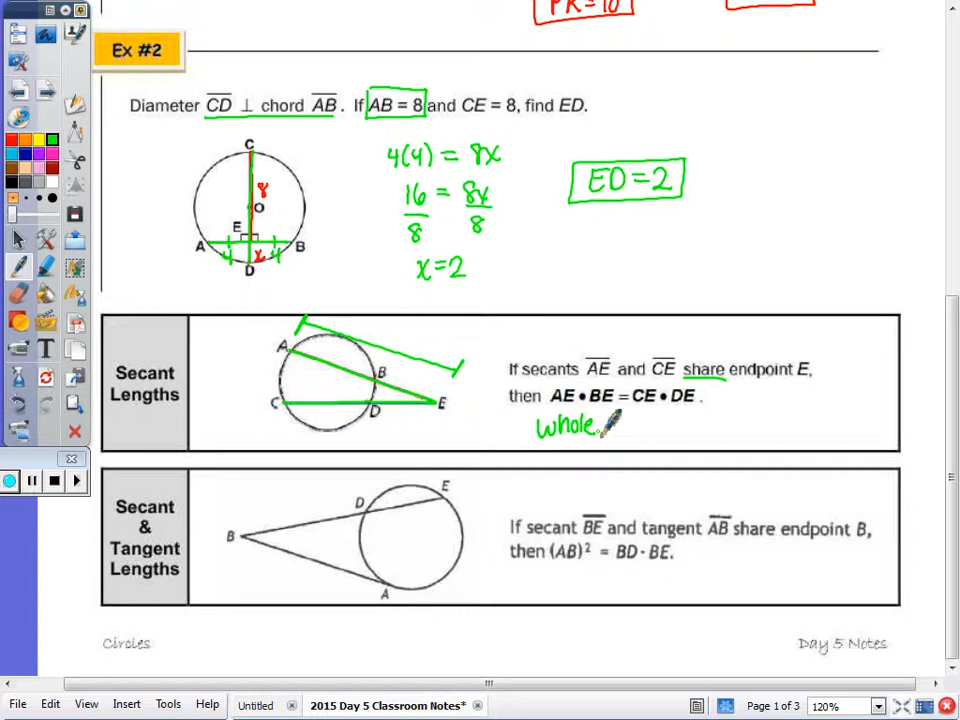 PR=10
Ex #2
Diameter CD ⊥ chord AB. If AB = 8 and CE = 8, find ED.
C
8
O
E
A
B
4
x
4
D
4(4) = 8x
16 = 8x
8 8
x=2
ED=2
Secant
Lengths
A
B
C
D
E
If secants AE and CE share endpoint E,
then AE • BE = CE • DE .
whole
Secant
&
Tangent
Lengths
B
D
E
A
If secant BE and tangent AB share endpoint B,
then (AB)² = BD · BE.
Circles
Day 5 Notes
File Edit View Insert Tools Help
Untitled
2015 Day 5 Classroom Notes*
Page 1 of 3
120%